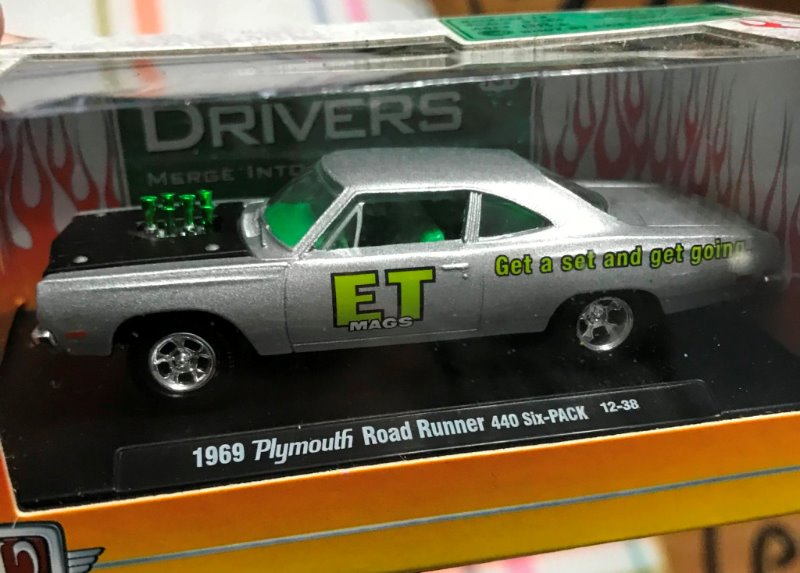 DRIVERS
MERGE INTO
ET
MAGS
Get a set and get going
1969 Plymouth Road Runner 440 SIX-PACK 12-38